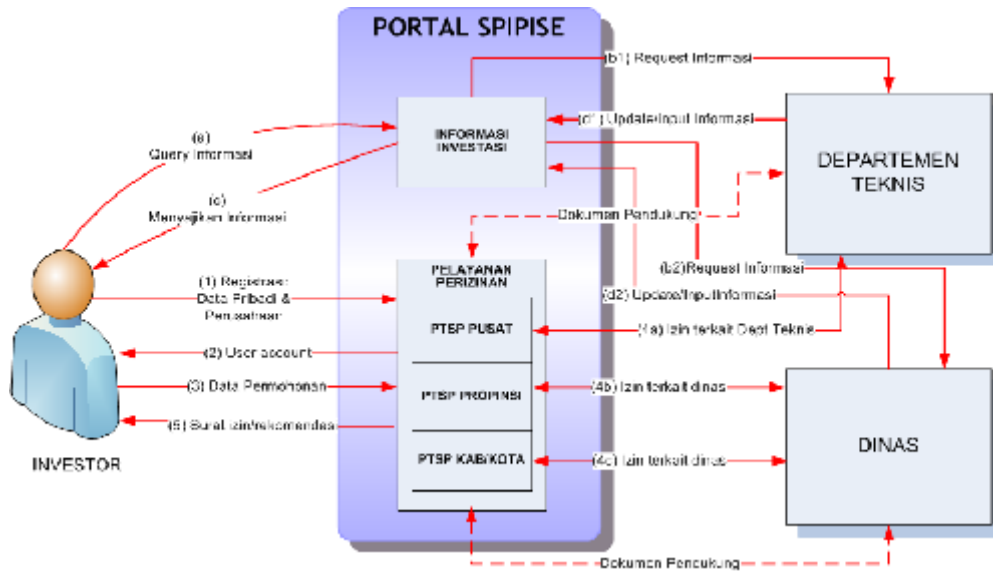 PORTAL SPIPISE
(b1) Request Informasi
(d1) Update/Input Informasi
INFORMASI
INVESTASI
DEPARTEMEN
TEKNIS
(a)
Query Informasi
(c)
Menyajikan Informasi
Dokumen Pendukung
(b2)Request Informasi
(d2) Update/InputInformasi
PELAYANAN
PERIZINAN
(1) Registrasi
Data Pribadi &
Perusahaan
PTSP PUSAT
(4a) Izin terkait Dept Teknis
(2) User account
(3) Data Permohonan
PTSP PROPINSI
(4b) Izin terkait dinas
(5) Surat izin/rekomendasi
PTSP KAB/KOTA
(4c) Izin terkait dinas
DINAS
INVESTOR
Dokumen Pendukung